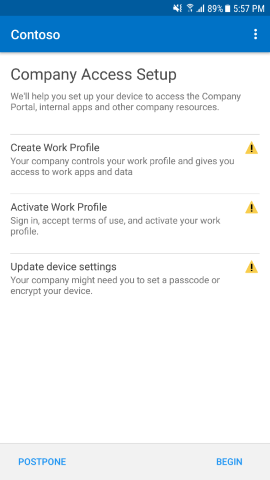 89% 5:57 PM
Contoso
Company Access Setup
We'll help you set up your device to access the Company
Portal, internal apps and other company resources.
Create Work Profile
Your company controls your work profile and gives you
access to work apps and data
Activate Work Profile
Sign in, accept terms of use, and activate your work
profile.
Update device settings
Your company might need you to set a passcode or
encrypt your device.
POSTPONE BEGIN